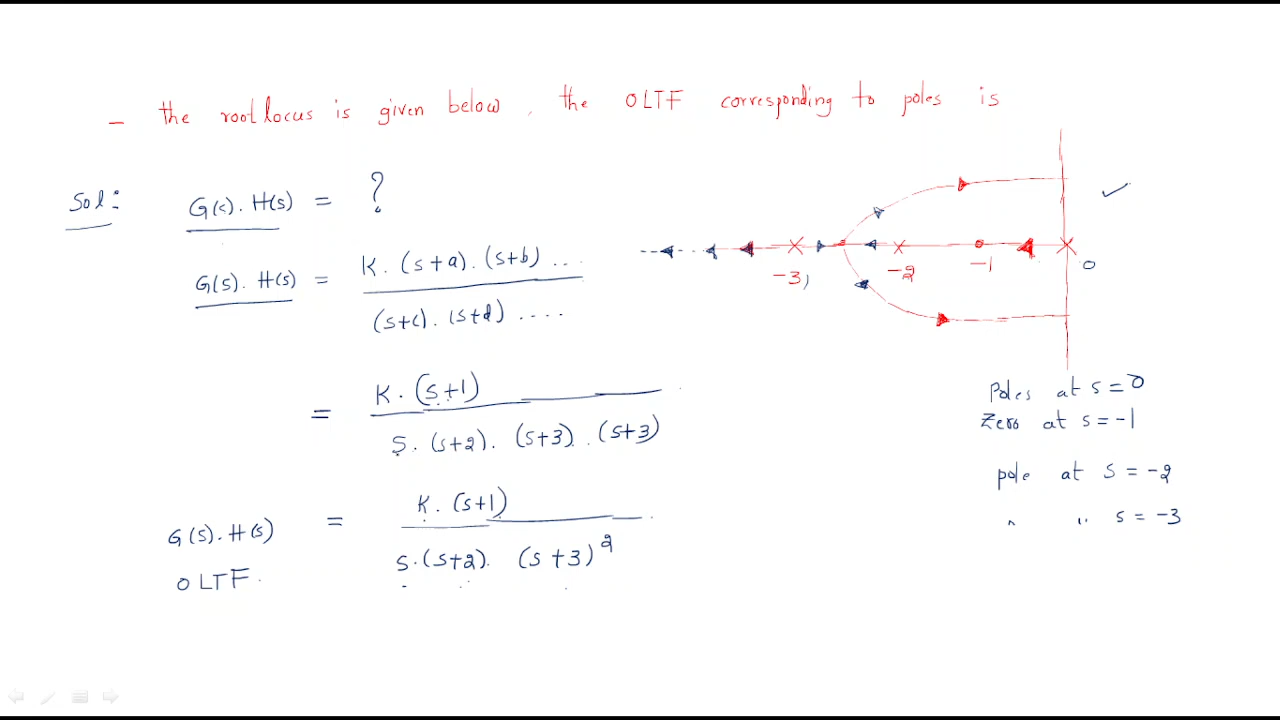 – the root locus is given below, the OLTF corresponding to poles is
Sol:
G(s). H(s) = ?
G(s). H(s) = K. (s+a). (s+b) ...
(s+c). (s+d) ....
= K. (s+1)
S. (s+2). (s+3). (s+3)
G(s). H(s) = K. (s+1)
S. (s+2). (s+3)²
OLTF.
-3, -2 -1 0
Poles at s = 0
Zero at s = -1
pole at s = -2
" " s = -3